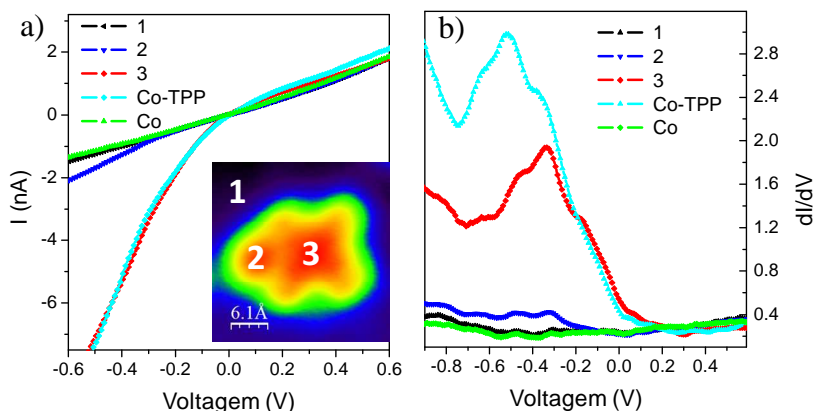 a)
1
2
3
Co-TPP
Co
I (nA)
2
0
-2
-4
-6
1
2
3
6.1Å
-0.6 -0.4 -0.2 0.0 0.2 0.4 0.6
Voltagem (V)
b)
1
2
3
Co-TPP
Co
2.8
2.4
2.0
1.6
1.2
0.8
0.4
dI/dV
-0.8 -0.6 -0.4 -0.2 0.0 0.2 0.4
Voltagem (V)